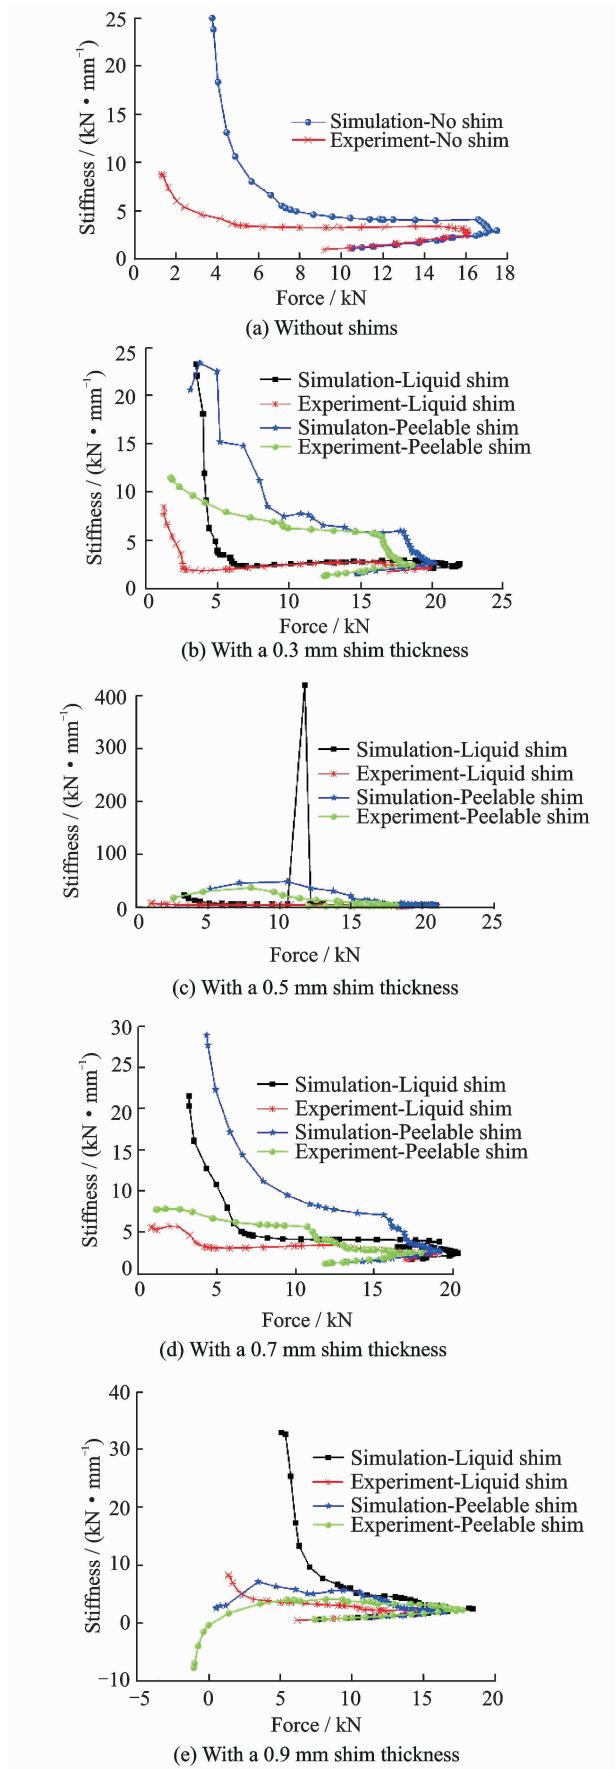 25
20
15
10
5
0
Stiffness / (kN • mm⁻¹)
Simulation-No shim
Experiment-No shim
0 2 4 6 8 10 12 14 16 18
Force / kN
(a) Without shims
25
20
15
10
5
0
Stiffness / (kN • mm⁻¹)
Simulation-Liquid shim
Experiment-Liquid shim
Simulaton-Peelable shim
Experiment-Peelable shim
0 5 10 15 20 25
Force / kN
(b) With a 0.3 mm shim thickness
400
300
200
100
0
Stiffness / (kN • mm⁻¹)
Simulation-Liquid shim
Experiment-Liquid shim
Simulation-Peelable shim
Experiment-Peelable shim
0 5 10 15 20 25
Force / kN
(c) With a 0.5 mm shim thickness
30
25
20
15
10
5
0
Stiffness / (kN • mm⁻¹)
Simulation-Liquid shim
Experiment-Liquid shim
Simulation-Peelable shim
Experiment-Peelable shim
0 5 10 15 20
Force / kN
(d) With a 0.7 mm shim thickness
40
30
20
10
0
−10
Stiffness / (kN • mm⁻¹)
Simulation-Liquid shim
Experiment-Liquid shim
Simulation-Peelable shim
Experiment-Peelable shim
−5 0 5 10 15 20
Force / kN
(e) With a 0.9 mm shim thickness